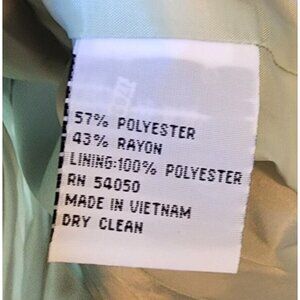 57% POLYESTER
43% RAYON
LINING:100% POLYESTER
RN 54050
MADE IN VIETNAM
DRY CLEAN